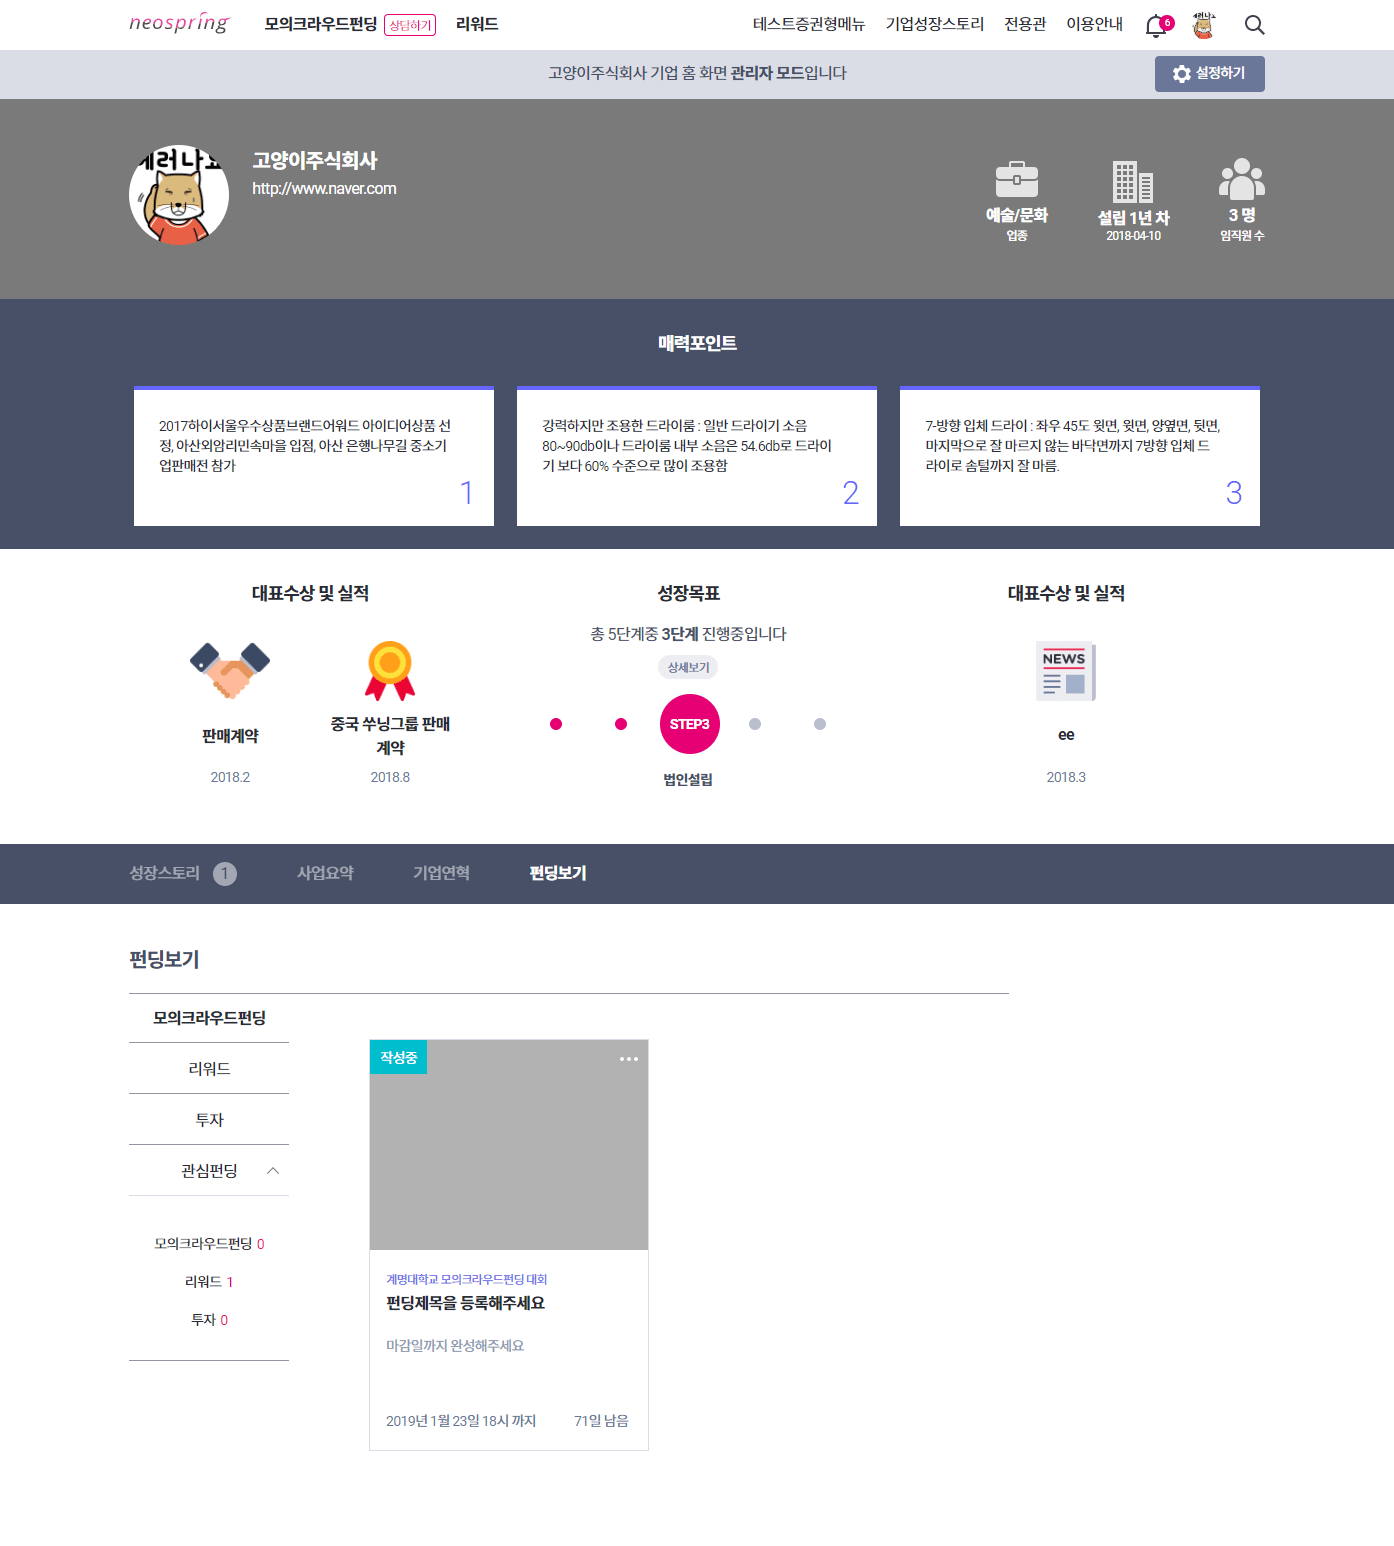 neospring
모의크라우드펀딩 상담하기 리워드
테스트증권형메뉴 기업성장스토리 전용관 이용안내 6
고양이주식회사 기업 홈 화면 관리자 모드입니다
설정하기
고양이주식회사
http://www.naver.com
예술/문화
업종
설립 1년 차
2018-04-10
3 명
임직원 수
매력포인트
2017하이서울우수상품브랜드어워드 아이디어상품 선
정, 아산외암리민속마을 입점, 아산 은행나무길 중소기
업판매전 참가
1
강력하지만 조용한 드라이룸 : 일반 드라이기 소음
80~90db이나 드라이룸 내부 소음은 54.6db로 드라이
기 보다 60% 수준으로 많이 조용함
2
7-방향 입체 드라이 : 좌우 45도 윗면, 윗면, 양옆면, 뒷면,
마지막으로 잘 마르지 않는 바닥면까지 7방향 입체 드
라이로 솜털까지 잘 마름.
3
대표수상 및 실적
판매계약
2018.2
중국 쑤닝그룹 판매
계약
2018.8
성장목표
총 5단계중 3단계 진행중입니다
상세보기
STEP3
법인설립
대표수상 및 실적
NEWS
ee
2018.3
성장스토리 1 사업요약 기업연혁 펀딩보기
펀딩보기
모의크라우드펀딩
리워드
투자
관심펀딩
모의크라우드펀딩 0
리워드 1
투자 0
작성중
계명대학교 모의크라우드펀딩 대회
펀딩제목을 등록해주세요
마감일까지 완성해주세요
2019년 1월 23일 18시 까지 71일 남음